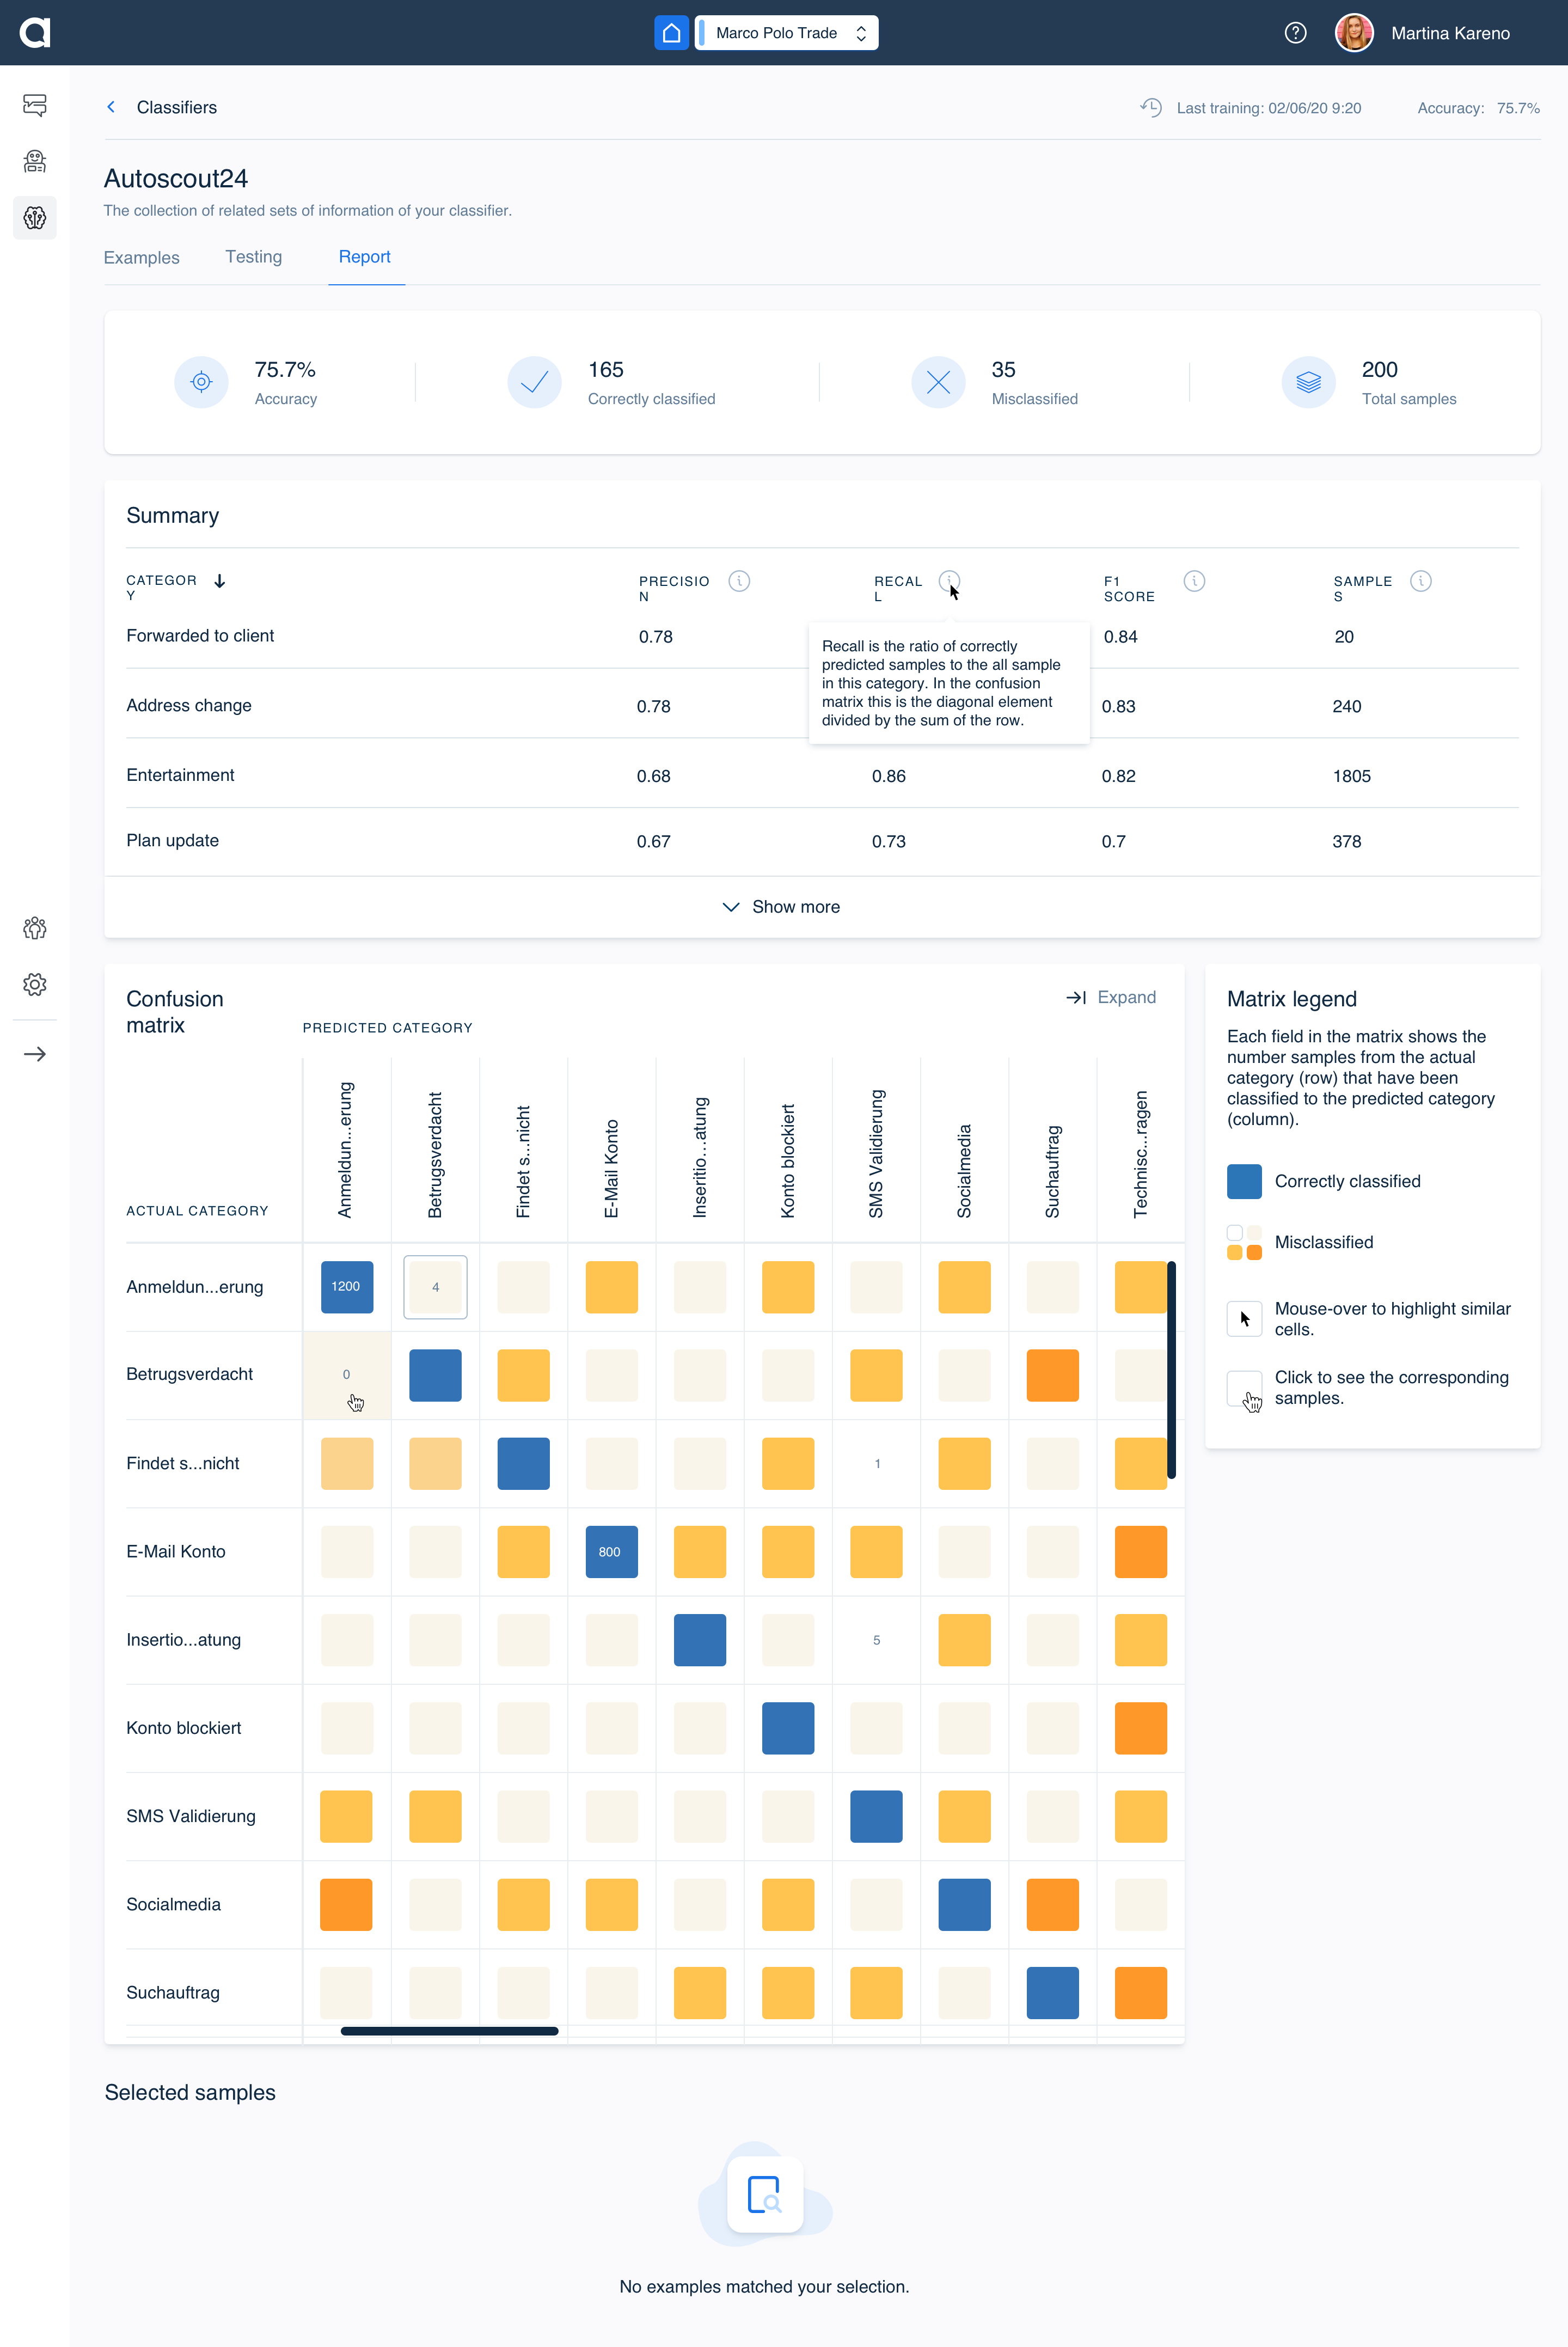 Marco Polo Trade
Martina Kareno
Classifiers
Last training: 02/06/20 9:20
Accuracy: 75.7%
Autoscout24
The collection of related sets of information of your classifier.
Examples
Testing
Report
75.7%
Accuracy
165
Correctly classified
35
Misclassified
200
Total samples
Summary
CATEGOR
Y
PRECISIO
N
RECAL
L
F1
SCORE
SAMPLE
S
Forwarded to client
0.78
0.84
20
Recall is the ratio of correctly
predicted samples to the all sample
in this category. In the confusion
matrix this is the diagonal element
divided by the sum of the row.
Address change
0.78
0.83
240
Entertainment
0.68
0.86
0.82
1805
Plan update
0.67
0.73
0.7
378
Show more
Confusion
matrix
Expand
PREDICTED CATEGORY
ACTUAL CATEGORY
Anmeldun...erung
Betrugsverdacht
Findet s...nicht
E-Mail Konto
Inseritio...atung
Konto blockiert
SMS Validierung
Socialmedia
Suchauftrag
Technisc...ragen
Anmeldun...erung
1200
4
Betrugsverdacht
0
Findet s...nicht
1
E-Mail Konto
800
Insertio...atung
5
Konto blockiert
SMS Validierung
Socialmedia
Suchauftrag
Matrix legend
Each field in the matrix shows the
number samples from the actual
category (row) that have been
classified to the predicted category
(column).
Correctly classified
Misclassified
Mouse-over to highlight similar
cells.
Click to see the corresponding
samples.
Selected samples
No examples matched your selection.